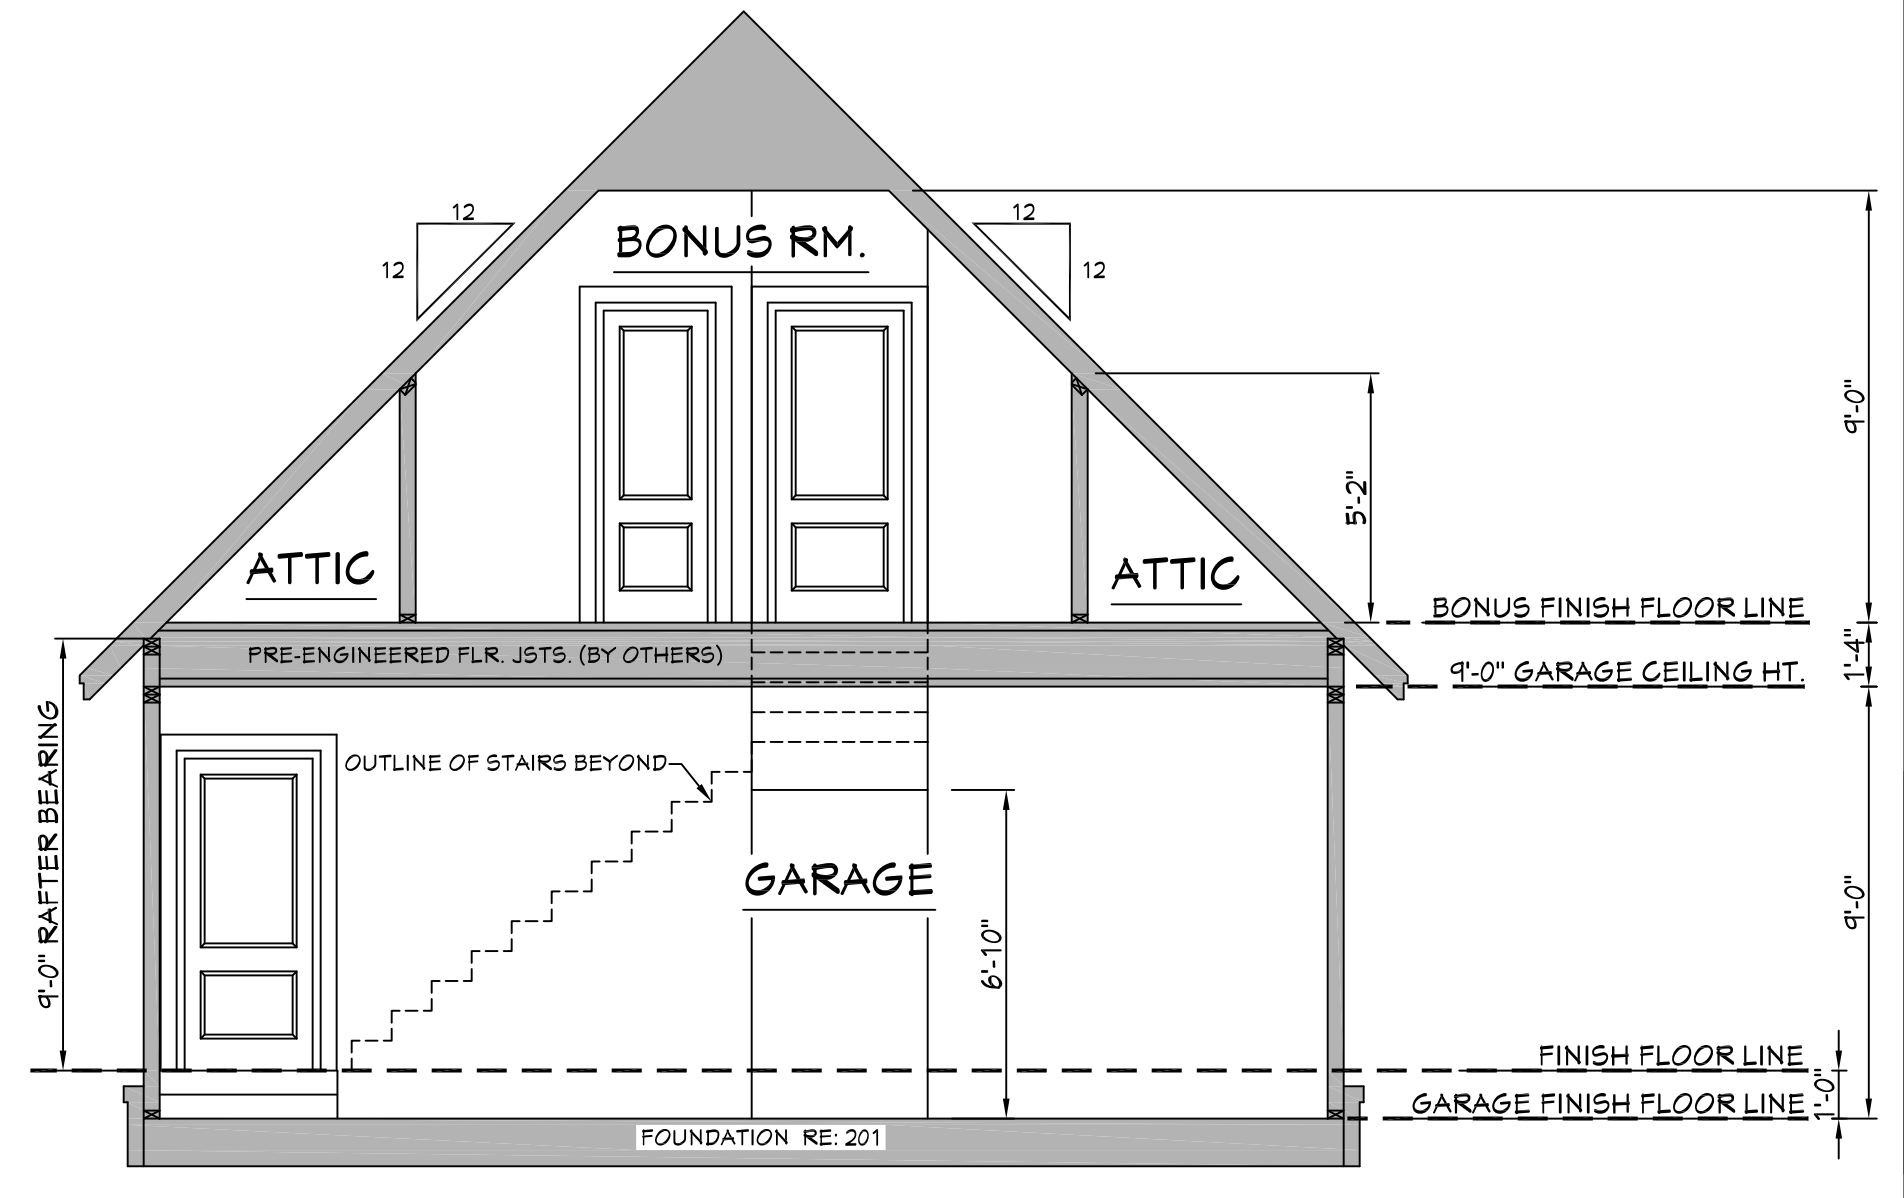 12
12
BONUS RM.
12
12
9'-0"
5'-2"
ATTIC
ATTIC
BONUS FINISH FLOOR LINE
1'-4"
PRE-ENGINEERED FLR. JSTS. (BY OTHERS)
9'-0" GARAGE CEILING HT.
9'-0" RAFTER BEARING
OUTLINE OF STAIRS BEYOND
GARAGE
9'-0"
6'-10"
FINISH FLOOR LINE
1'-0"
GARAGE FINISH FLOOR LINE
FOUNDATION RE: 201